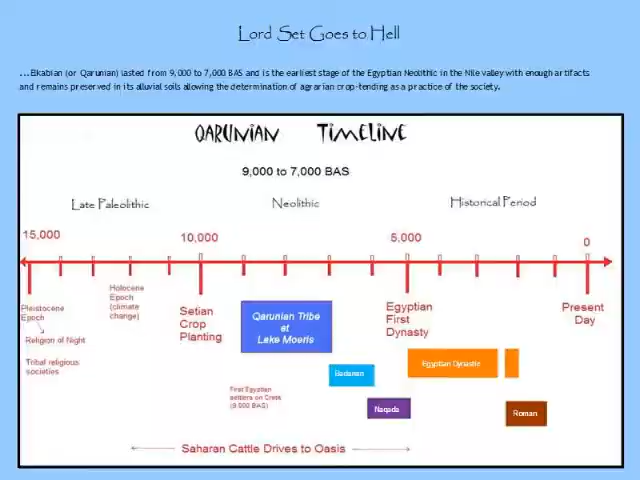 Lord Set Goes to Hell
...Elkabian (or Qarunian) lasted from 9,000 to 7,000 BAS and is the earliest stage of the Egyptian Neolithic in the Nile valley with enough artifacts
and remains preserved in its alluvial soils allowing the determination of agrarian crop-tending as a practice of the society.
QARUNIAN TIMELINE
9,000 to 7,000 BAS
Late Paleolithic
Neolithic
Historical Period
15,000
10,000
5,000
0
Pleistocene
Epoch
Religion of Night
Tribal religious
societies
Holocene
Epoch
(climate
change)
Setian
Crop
Planting
Qarunian Tribe
at
Lake Moeris
First Egyptian
settlers on Crete
(9,000 BAS)
Badarian
Naqada
Egyptian
First
Dynasty
Egyptian Dynastic
Roman
Present
Day
Saharan Cattle Drives to Oasis